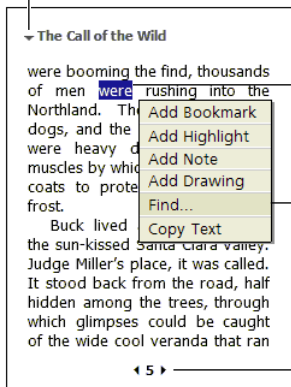 The Call of the Wild
were booming the find, thousands
of men were rushing into the
Northland. The
dogs, and the
were heavy d
muscles by whic
coats to prote
frost.
Add Bookmark
Add Highlight
Add Note
Add Drawing
Find...
Copy Text
Buck lived
the sun-kissed Santa Clara valley.
Judge Miller's place, it was called.
It stood back from the road, half
hidden among the trees, through
which glimpses could be caught
of the wide cool veranda that ran
5